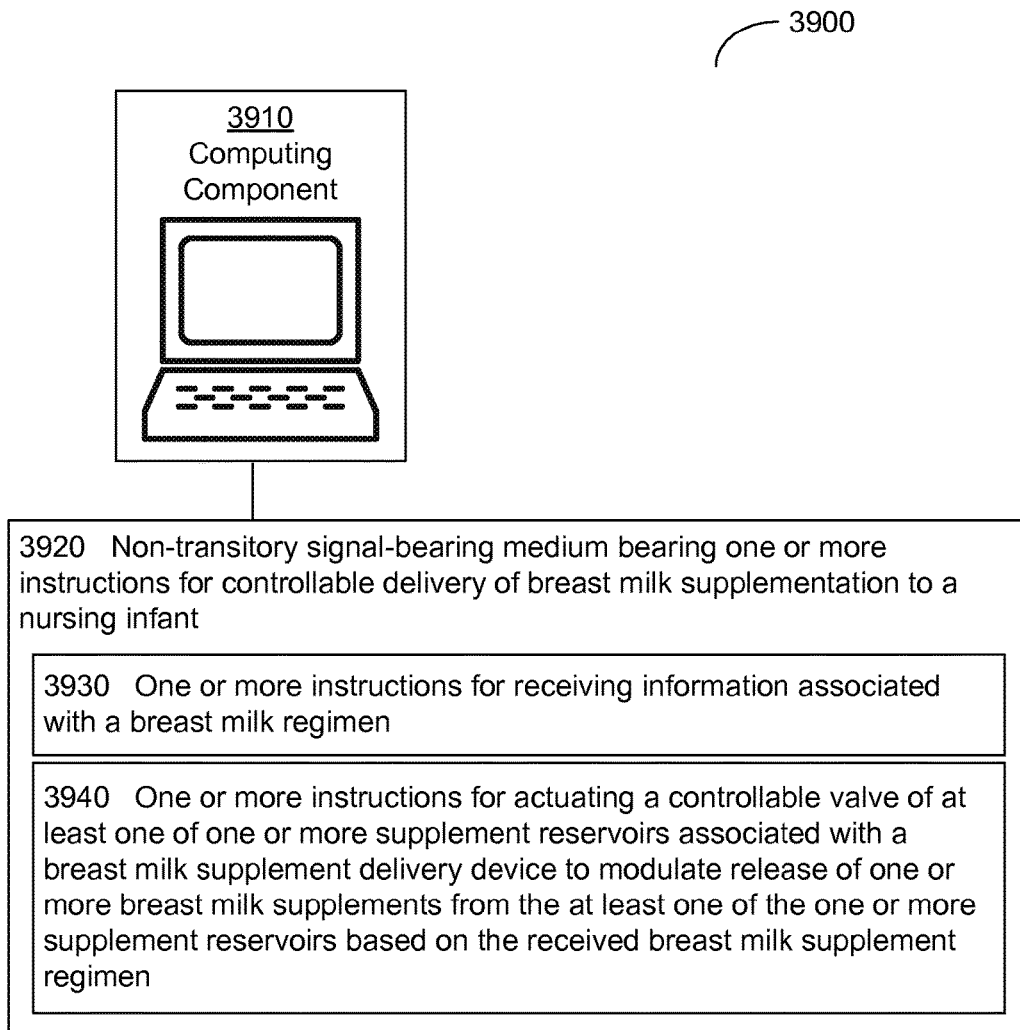 3900
3910
Computing
Component
3920 Non-transitory signal-bearing medium bearing one or more
instructions for controllable delivery of breast milk supplementation to a
nursing infant
3930 One or more instructions for receiving information associated
with a breast milk regimen
3940 One or more instructions for actuating a controllable valve of at
least one of one or more supplement reservoirs associated with a
breast milk supplement delivery device to modulate release of one or
more breast milk supplements from the at least one of the one or more
supplement reservoirs based on the received breast milk supplement
regimen